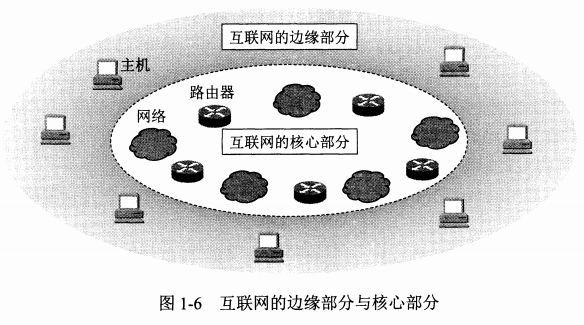 互联网的边缘部分
主机
路由器
网络
互联网的核心部分
图 1-6 互联网的边缘部分与核心部分